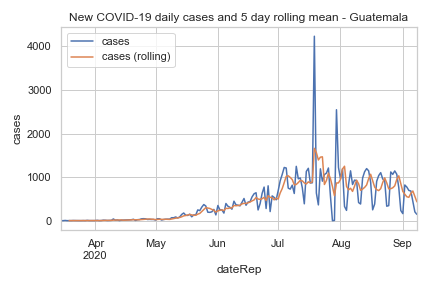 New COVID-19 daily cases and 5 day rolling mean - Guatemala
cases
cases (rolling)
4000
3000
2000
1000
0
cases
Apr
2020
May
Jun
Jul
Aug
Sep
dateRep